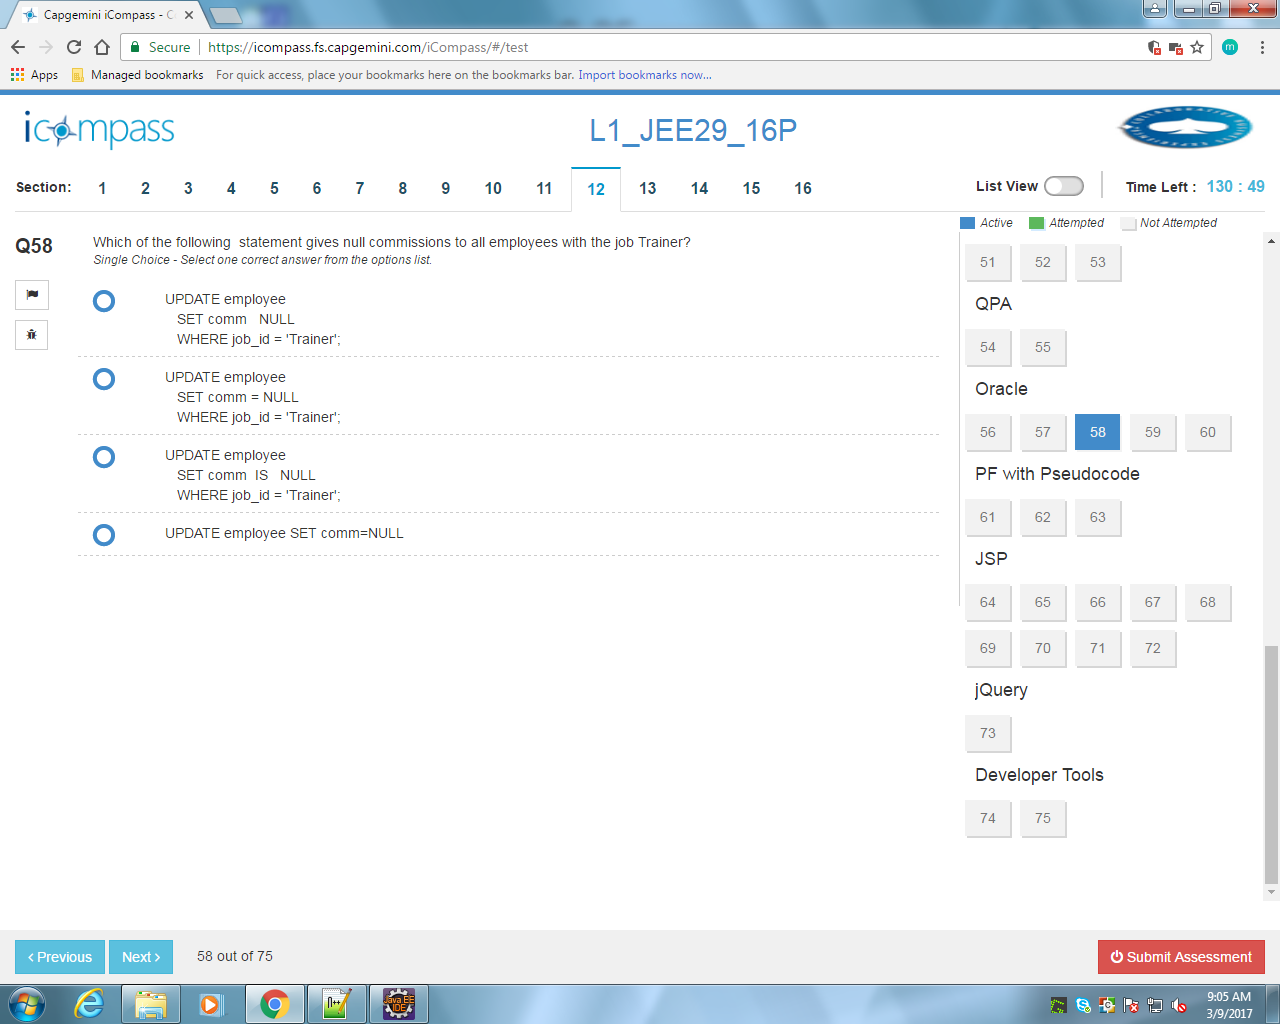 Capgemini iCompass - C
Secure https://icompass.fs.capgemini.com/iCompass/#/test
m
Apps Managed bookmarks For quick access, place your bookmarks here on the bookmarks bar. Import bookmarks now...
icompass
L1_JEE29_16P
Section: 1 2 3 4 5 6 7 8 9 10 11 12 13 14 15 16
List View Time Left : 130 : 49
Active Attempted Not Attempted
Q58
Which of the following statement gives null commissions to all employees with the job Trainer?
Single Choice - Select one correct answer from the options list.
UPDATE employee
SET comm NULL
WHERE job_id = 'Trainer';
UPDATE employee
SET comm = NULL
WHERE job_id = 'Trainer';
UPDATE employee
SET comm IS NULL
WHERE job_id = 'Trainer';
UPDATE employee SET comm=NULL
51 52 53
QPA
54 55
Oracle
56 57 58 59 60
PF with Pseudocode
61 62 63
JSP
64 65 66 67 68
69 70 71 72
jQuery
73
Developer Tools
74 75
Previous Next 58 out of 75
Submit Assessment
Java EE
IDE
9:05 AM
3/9/2017